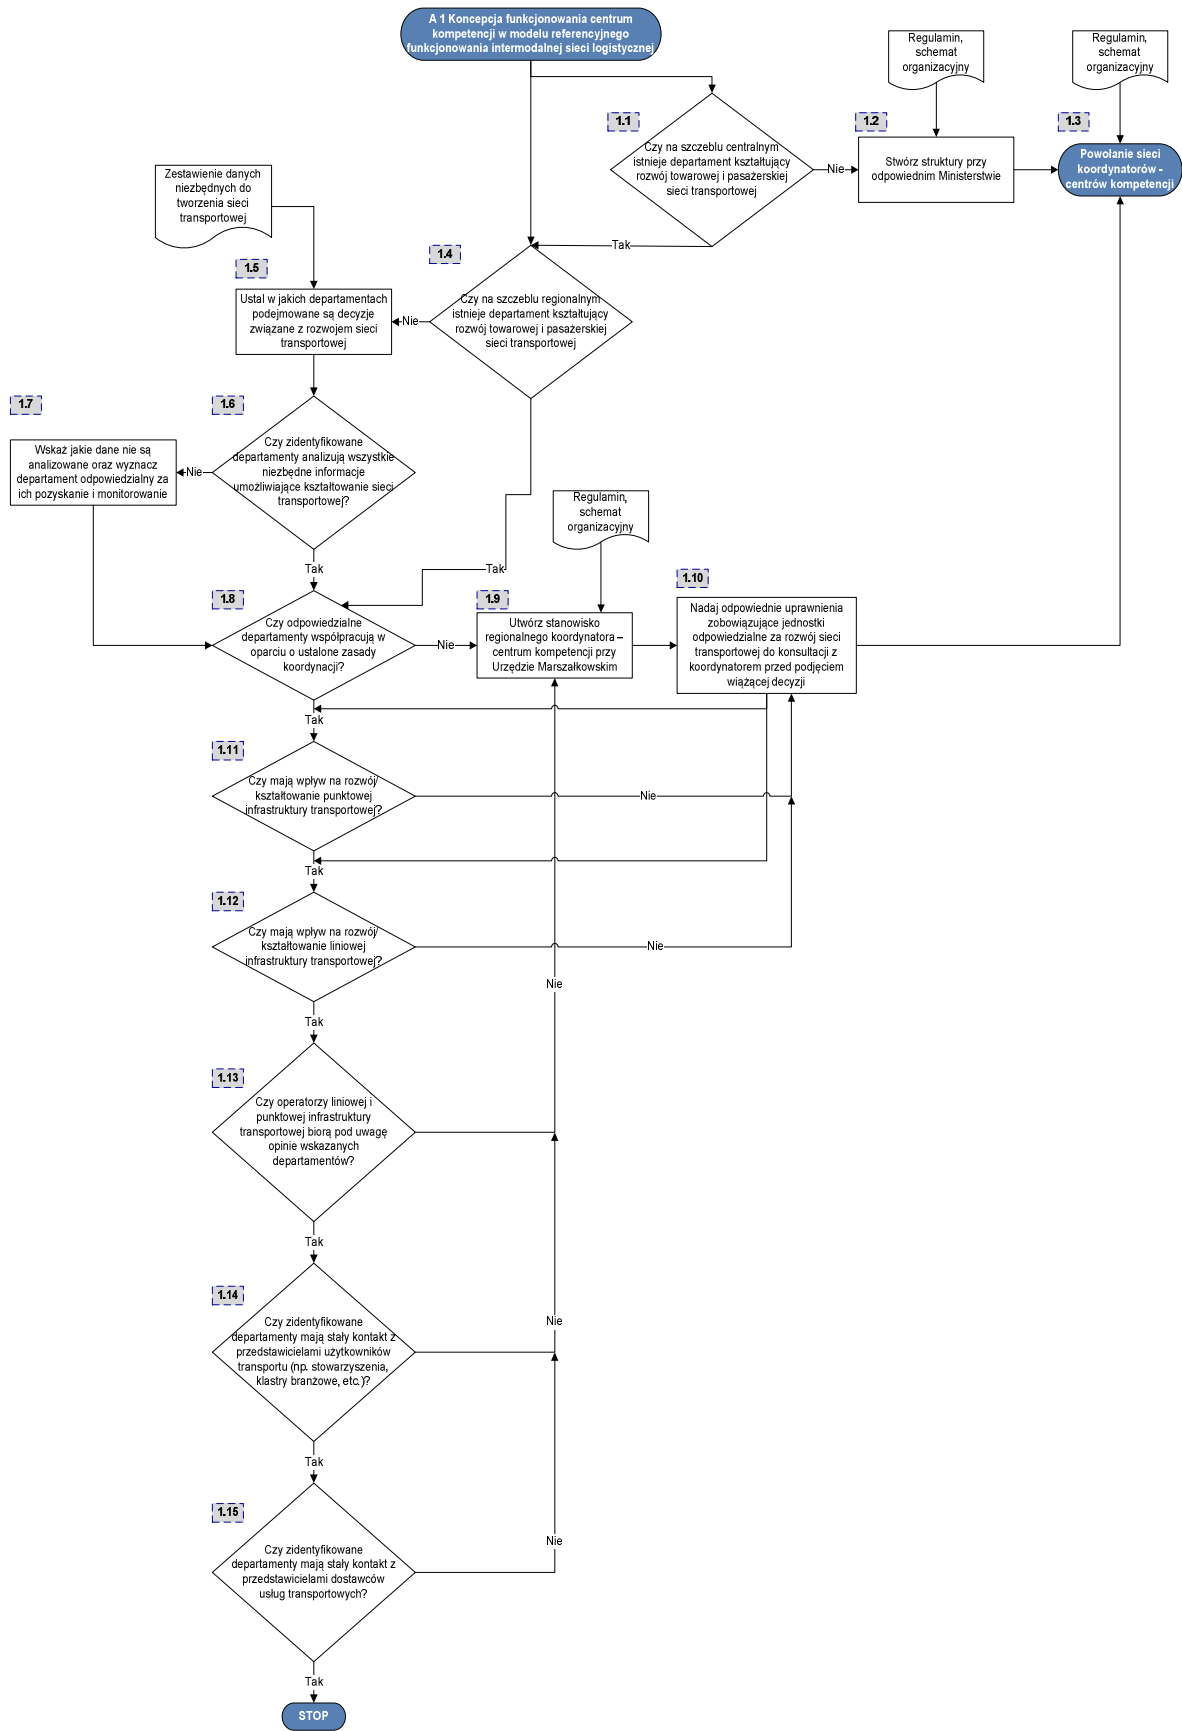 A 1 Koncepcja funkcjonowania centrum
kompetencji w modelu referencyjnego
funkcjonowania intermodalnej sieci logistycznej
Regulamin,
schemat
organizacyjny
Regulamin,
schemat
organizacyjny
1.1
Czy na szczeblu centralnym
istnieje departament kształtujący
rozwój towarowej i pasażerskiej
sieci transportowej
Nie
1.2
Stwórz struktury przy
odpowiednim Ministerstwie
1.3
Powołanie sieci
koordynatorów -
centrów kompetencji
Tak
Zestawienie danych
niezbędnych do
tworzenia sieci
transportowej
1.4
Czy na szczeblu regionalnym
istnieje departament kształtujący
rozwój towarowej i pasażerskiej
sieci transportowej
Nie
1.5
Ustal w jakich departamentach
podejmowane są decyzje
związane z rozwojem sieci
transportowej
1.6
Czy zidentyfikowane
departamenty analizują wszystkie
niezbędne informacje
umożliwiające kształtowanie sieci
transportowej?
Nie
1.7
Wskaż jakie dane nie są
analizowane oraz wyznacz
departament odpowiedzialny za
ich pozyskanie i monitorowanie
Tak
Tak
Regulamin,
schemat
organizacyjny
1.8
Czy odpowiedzialne
departamenty współpracują w
oparciu o ustalone zasady
koordynacji?
Nie
1.9
Utwórz stanowisko
regionalnego koordynatora –
centrum kompetencji przy
Urzędzie Marszałkowskim
1.10
Nadaj odpowiednie uprawnienia
zobowiązujące jednostki
odpowiedzialne za rozwój sieci
transportowej do konsultacji z
koordynatorem przed podjęciem
wiążącej decyzji
Tak
1.11
Czy mają wpływ na rozwój/
kształtowanie punktowej
infrastruktury transportowej?
Nie
Tak
1.12
Czy mają wpływ na rozwój/
kształtowanie liniowej
infrastruktury transportowej?
Nie
Nie
Tak
1.13
Czy operatorzy liniowej i
punktowej infrastruktury
transportowej biorą pod uwagę
opinie wskazanych
departamentów?
Tak
1.14
Czy zidentyfikowane
departamenty mają stały kontakt z
przedstawicielami użytkowników
transportu (np. stowarzyszenia,
klastry branżowe, etc.)?
Nie
Tak
1.15
Czy zidentyfikowane
departamenty mają stały kontakt z
przedstawicielami dostawców
usług transportowych?
Nie
Tak
STOP